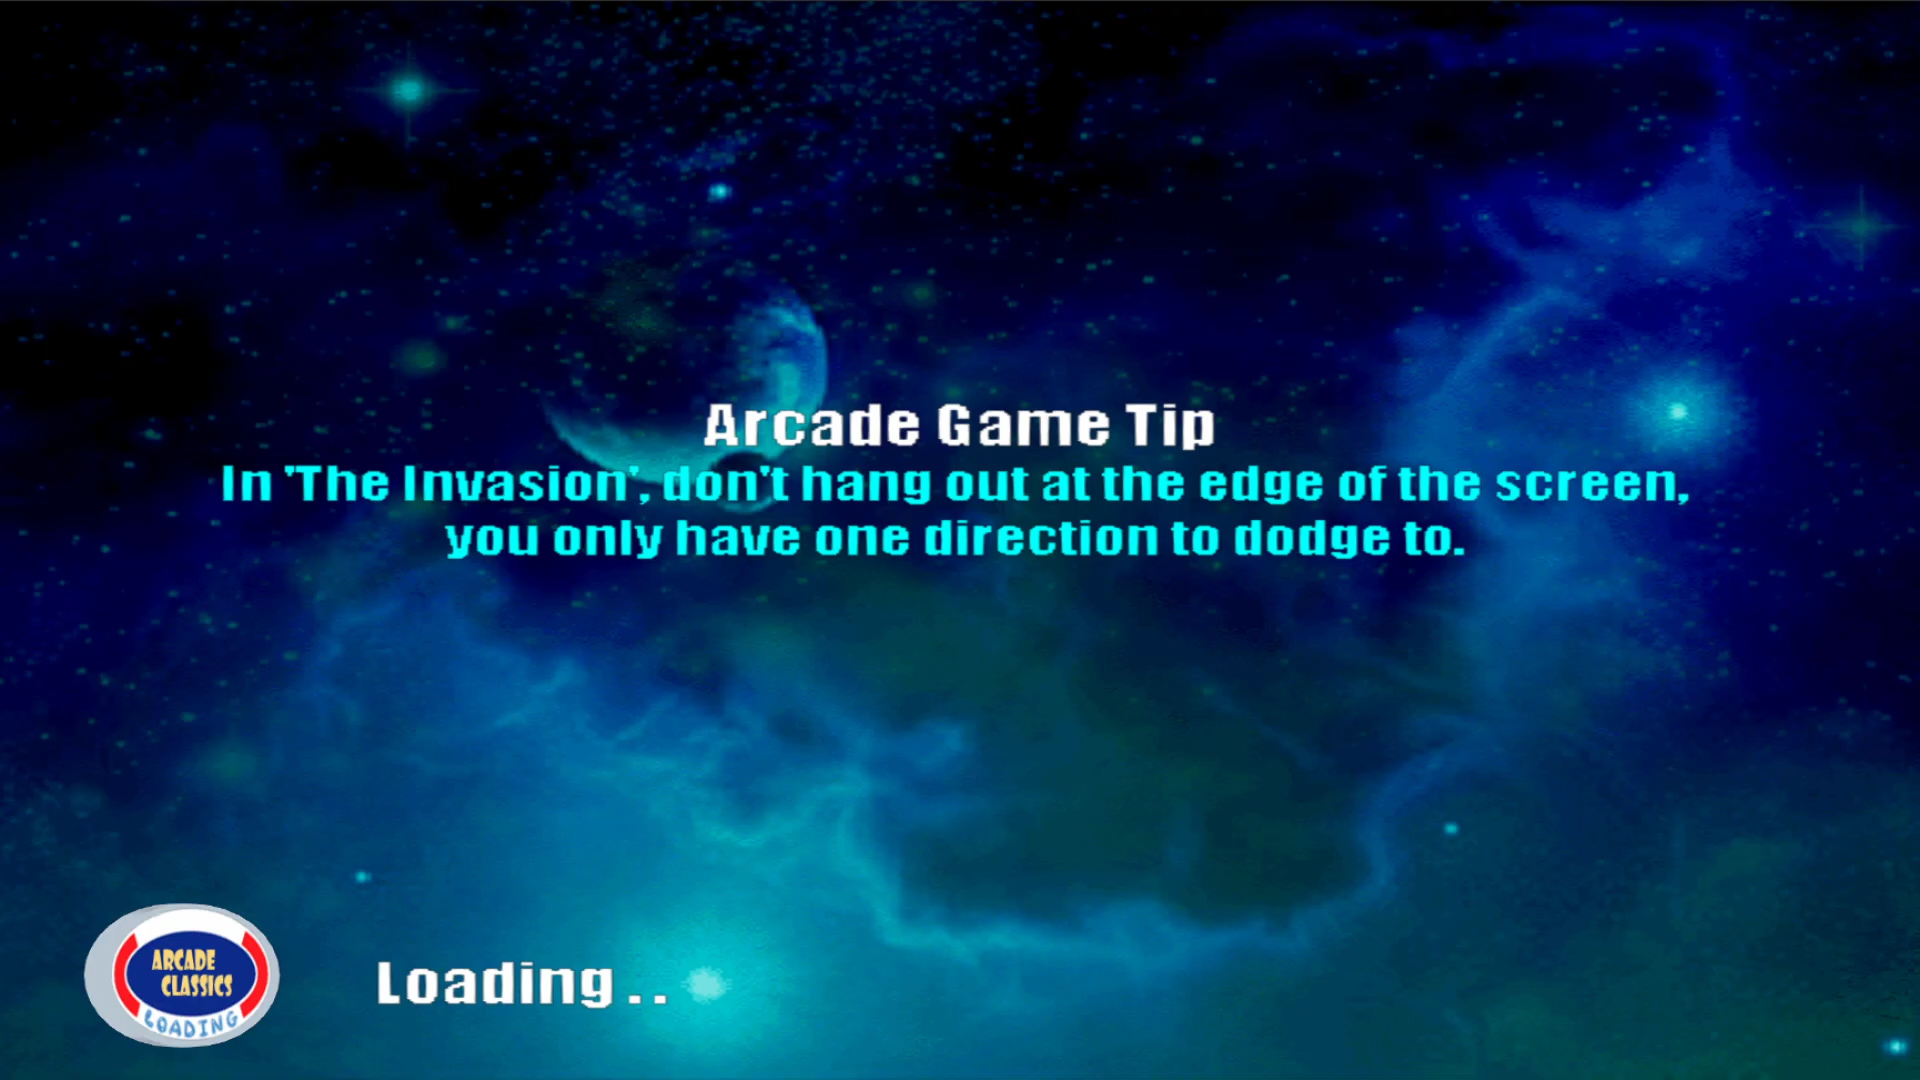 Arcade Game Tip
In 'The Invasion', don't hang out at the edge of the screen,
you only have one direction to dodge to.
ARCADE
CLASSICS
LOADING
Loading . .